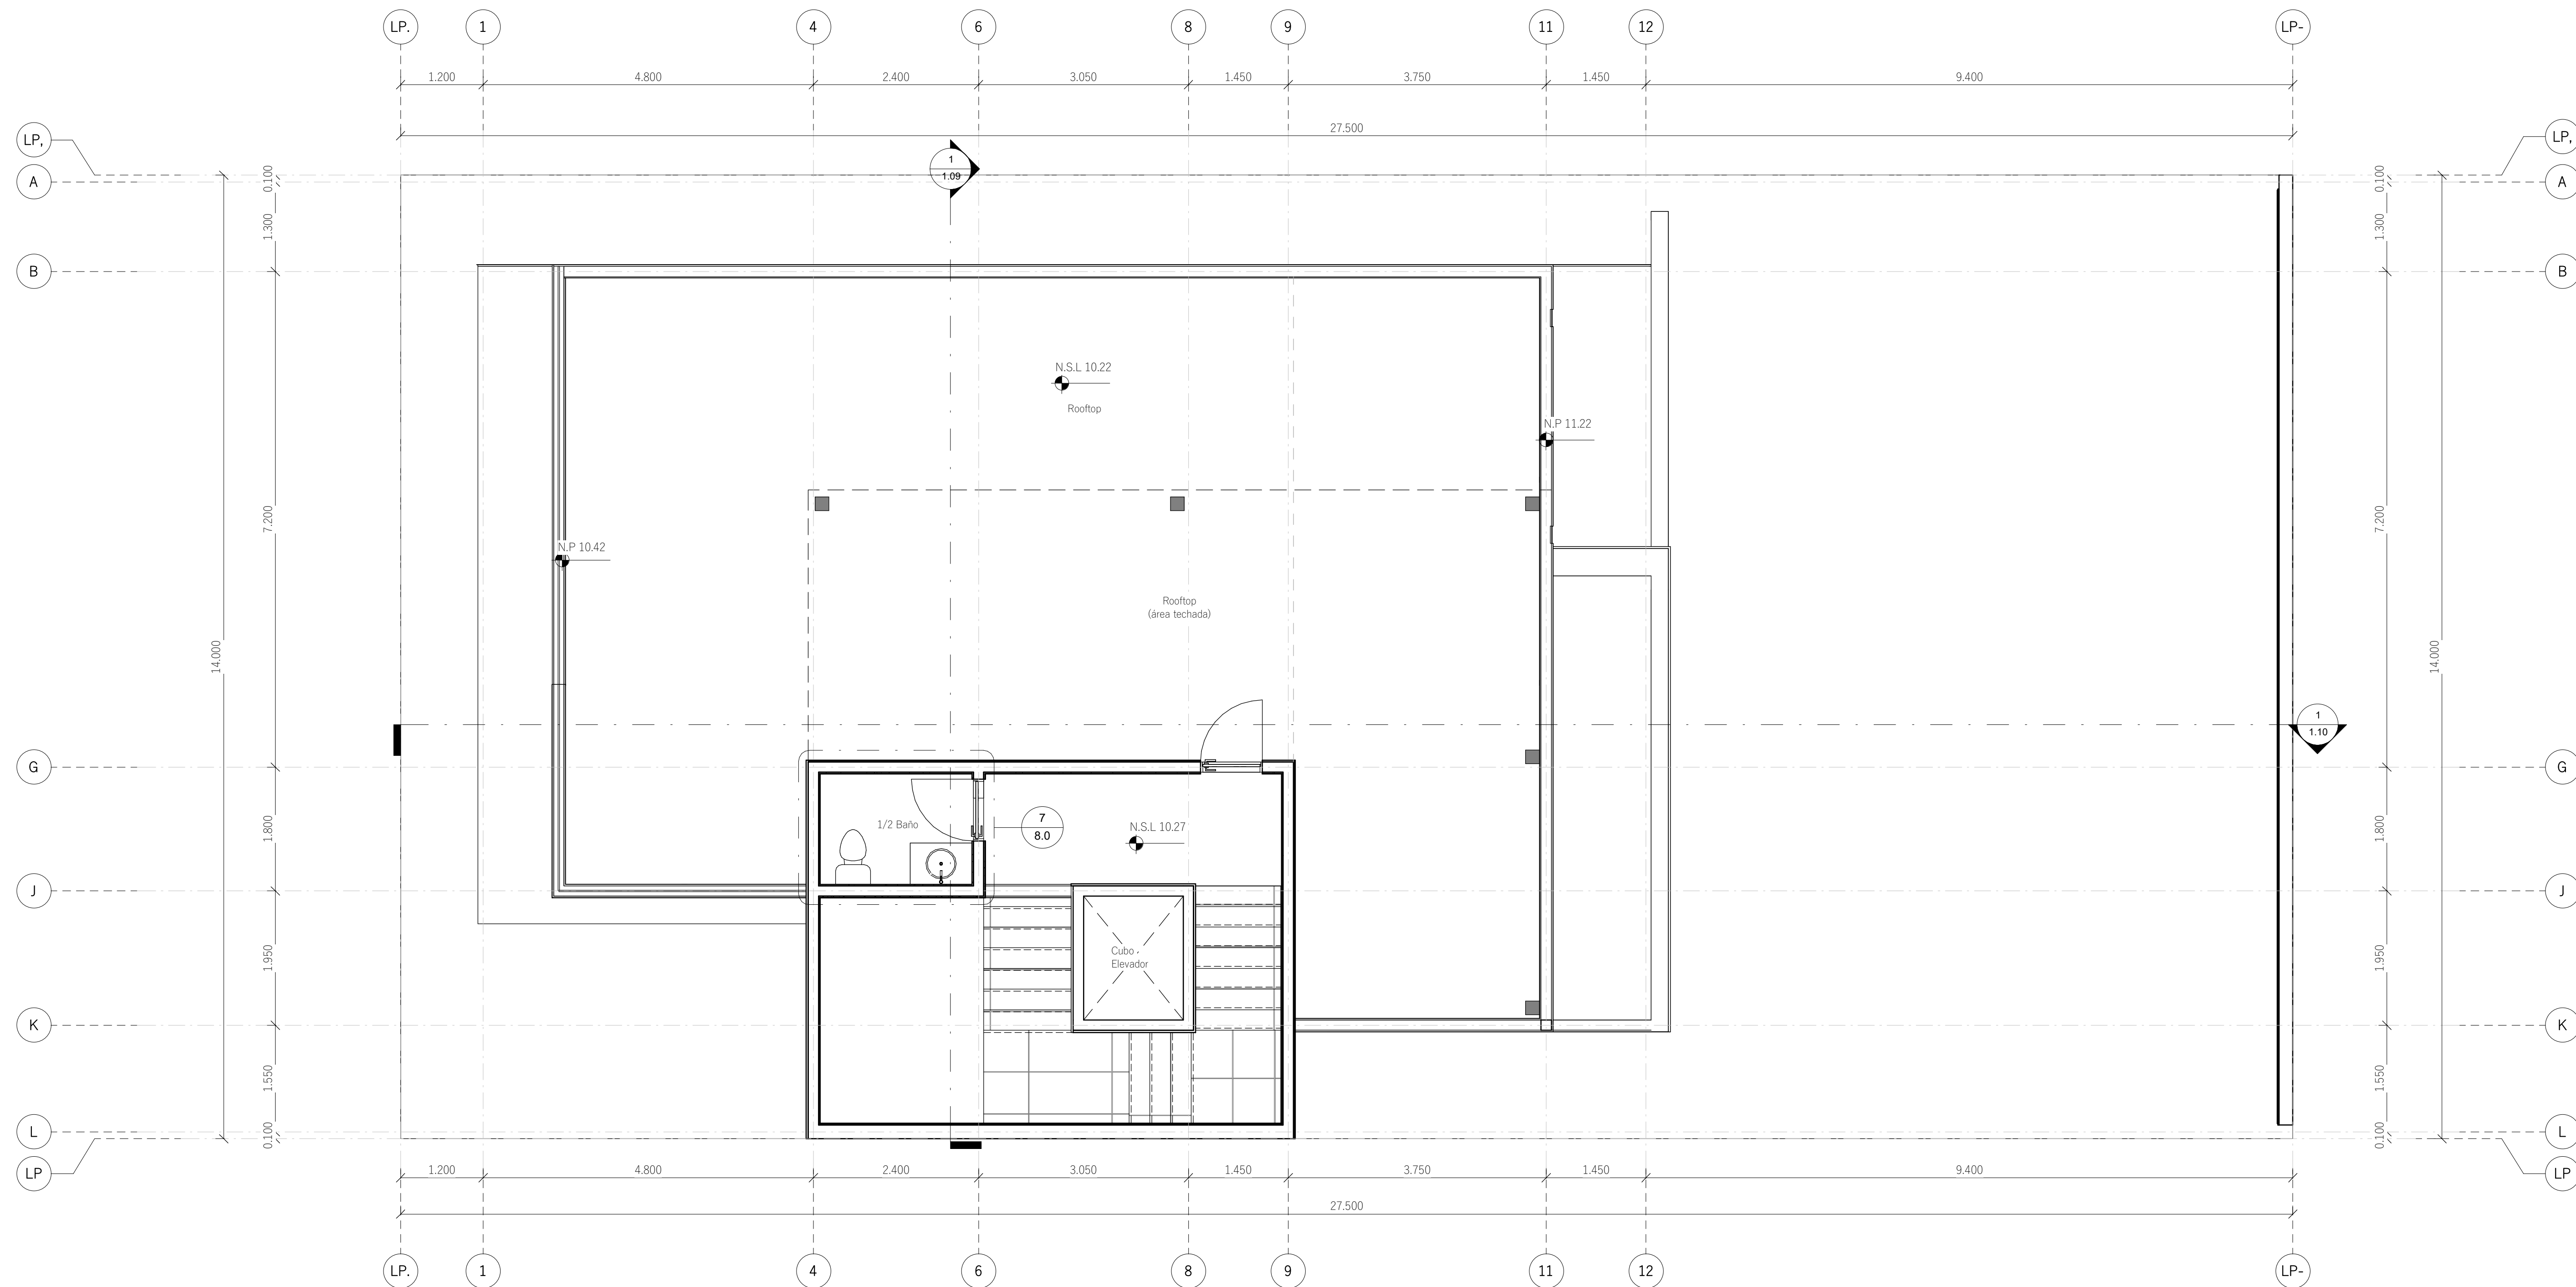 LP. 1 4 6 8 9 11 12 LP-
1.200 4.800 2.400 3.050 1.450 3.750 1.450 9.400
27.500
LP, LP,
A 0.100 0.100 A
1
1.09
1.300 1.300
B B
N.S.L 10.22
Rooftop
N.P 11.22
7.200 7.200
N.P 10.42
Rooftop
(área techada)
14.000 14.000
1
1.10
G G
1/2 Baño
7
8.0
N.S.L 10.27
1.800 1.800
J J
Cubo
Elevador
1.950 1.950
K K
1.550 1.550
L 0.100 0.100 L
LP LP
1.200 4.800 2.400 3.050 1.450 3.750 1.450 9.400
27.500
LP. 1 4 6 8 9 11 12 LP-